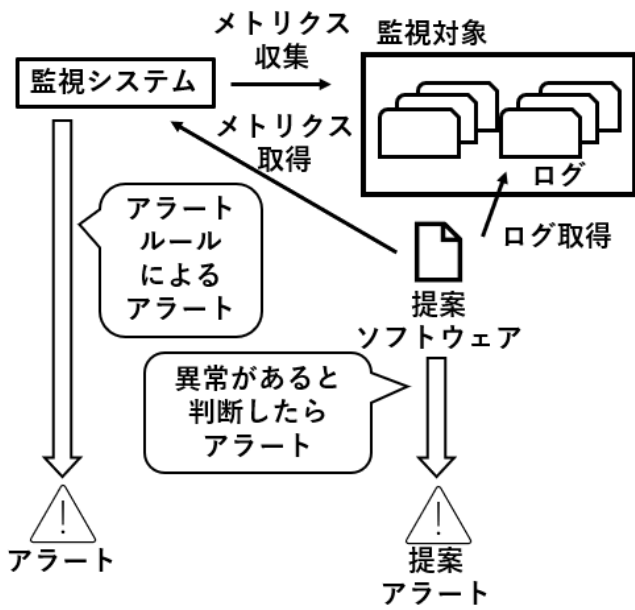 メトリクス
収集
監視対象
監視システム
メトリクス
取得
ログ
アラート
ルール
による
アラート
ログ取得
提案
ソフトウェア
異常があると
判断したら
アラート
アラート
提案
アラート